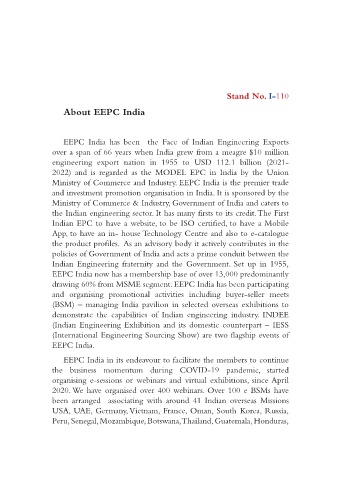 Stand No. I-110
About EEPC India
EEPC India has been the Face of Indian Engineering Exports
over a span of 66 years when India grew from a meagre $10 million
engineering export nation in 1955 to USD 112.1 billion (2021-
2022) and is regarded as the MODEL EPC in India by the Union
Ministry of Commerce and Industry. EEPC India is the premier trade
and investment promotion organisation in India. It is sponsored by the
Ministry of Commerce & Industry, Government of India and caters to
the Indian engineering sector. It has many firsts to its credit. The First
Indian EPC to have a website, to be ISO certified, to have a Mobile
App, to have an in- house Technology Centre and also to e-catalogue
the product profiles. As an advisory body it actively contributes in the
policies of Government of India and acts a prime conduit between the
Indian Engineering fraternity and the Government. Set up in 1955,
EEPC India now has a membership base of over 13,000 predominantly
drawing 60% from MSME segment. EEPC India has been participating
and organising promotional activities including buyer-seller meets
(BSM) – managing India pavilion in selected overseas exhibitions to
demonstrate the capabilities of Indian engineering industry. INDEE
(Indian Engineering Exhibition and its domestic counterpart – IESS
(International Engineering Sourcing Show) are two flagship events of
EEPC India.
EEPC India in its endeavour to facilitate the members to continue
the business momentum during COVID-19 pandemic, started
organising e-sessions or webinars and virtual exhibitions, since April
2020. We have organised over 400 webinars. Over 100 e BSMs have
been arranged associating with around 41 Indian overseas Missions
USA, UAE, Germany, Vietnam, France, Oman, South Korea, Russia,
Peru, Senegal, Mozambique, Botswana, Thailand, Guatemala, Honduras,